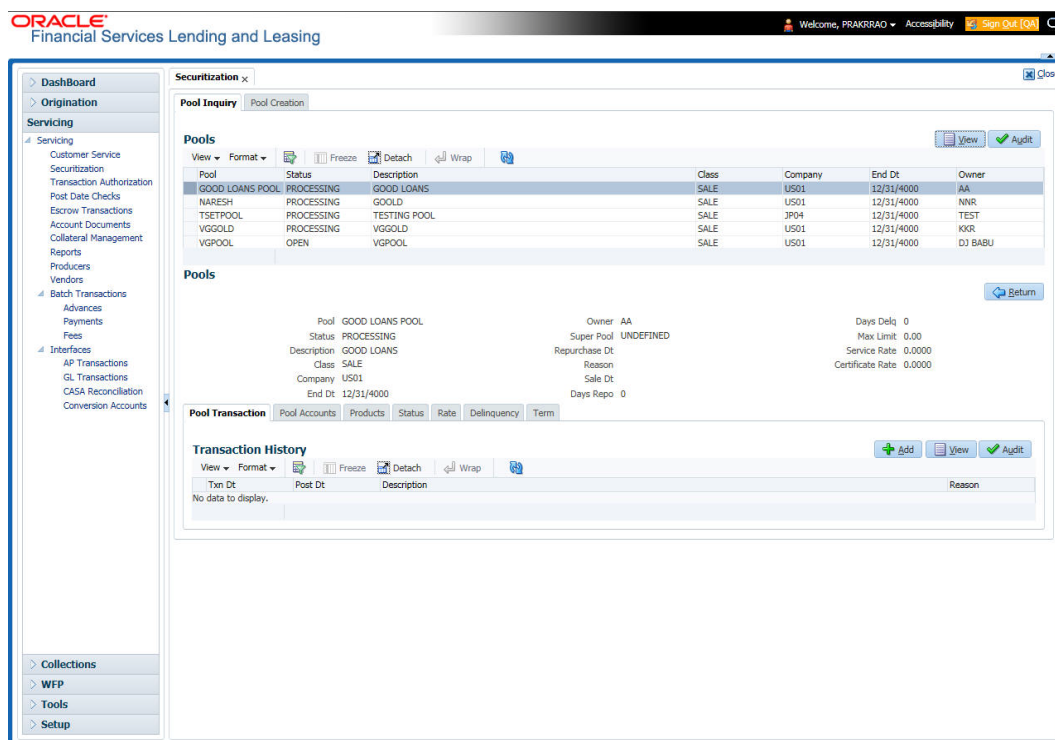 ORACLE®
Financial Services Lending and Leasing
Welcome, PRAKRRAO Accessibility Sign Out [QA]
DashBoard
Origination
Servicing
Servicing
Customer Service
Securitization
Transaction Authorization
Post Date Checks
Escrow Transactions
Account Documents
Collateral Management
Reports
Producers
Vendors
Batch Transactions
Advances
Payments
Fees
Interfaces
AP Transactions
GL Transactions
CASA Reconciliation
Conversion Accounts
Collections
WFP
Tools
Setup
Securitization x
Pool Inquiry Pool Creation
Pools View Audit
View Format Freeze Detach Wrap
Pool Status Description Class Company End Dt Owner
GOOD LOANS POOL PROCESSING GOOD LOANS SALE US01 12/31/4000 AA
NARESH PROCESSING GOOLD SALE US01 12/31/4000 NNR
TSETPOOL PROCESSING TESTING POOL SALE JP04 12/31/4000 TEST
VGGOLD PROCESSING VGGOLD SALE US01 12/31/4000 KKR
VGPOOL OPEN VGPOOL SALE US01 12/31/4000 DJ BABU
Pools
Return
Pool GOOD LOANS POOL Owner AA Days Delq 0
Status PROCESSING Super Pool UNDEFINED Max Limit 0.00
Description GOOD LOANS Repurchase Dt Service Rate 0.0000
Class SALE Reason Certificate Rate 0.0000
Company US01 Sale Dt
End Dt 12/31/4000 Days Repo 0
Pool Transaction Pool Accounts Products Status Rate Delinquency Term
Transaction History Add View Audit
View Format Freeze Detach Wrap
Txn Dt Post Dt Description Reason
No data to display.